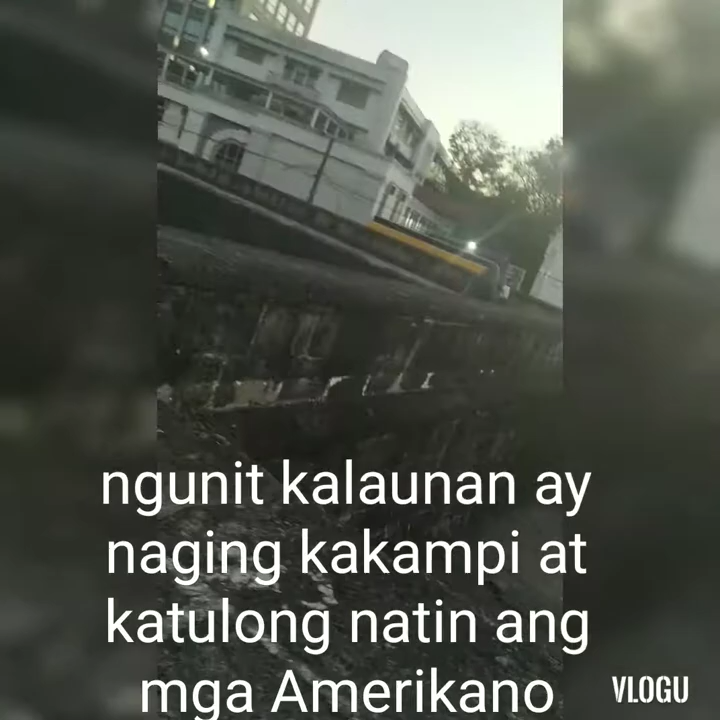 ngunit kalaunan ay
naging kakampi at
katulong natin ang
mga Amerikano
VLOGU